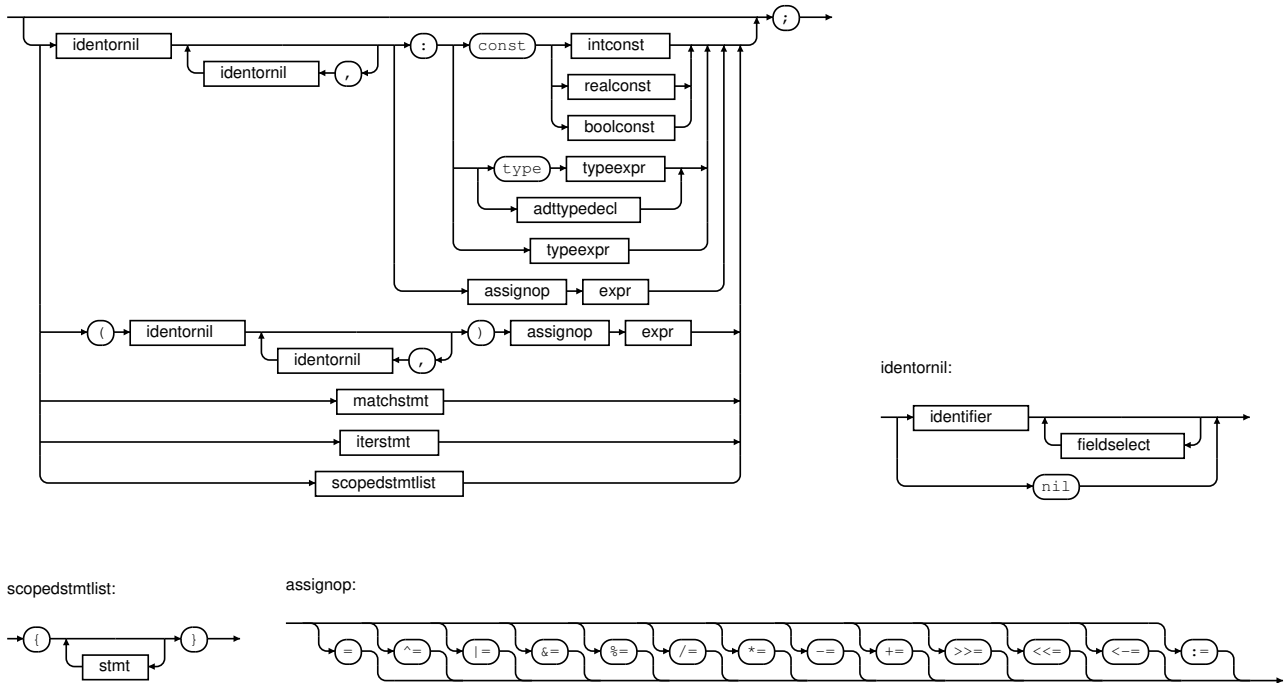 ;
identornil : const intconst
identornil , realconst
boolconst
type typeexpr
adttypedecl
typeexpr
assignop expr
( identornil ) assignop expr
identornil ,
matchstmt
iterstmt
scopedstmtlist
identornil:
identifier
fieldselect
nil
scopedstmtlist:
{ }
stmt
assignop:
= ^= |= &= %= /= *= -= += >>= <<= <-= :=